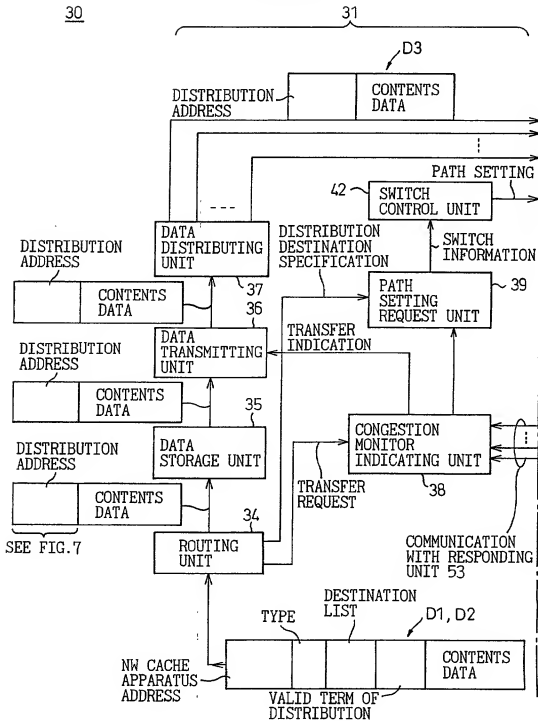 30
31
D3
DISTRIBUTION
ADDRESS
CONTENTS
DATA
PATH SETTING
42
SWITCH
CONTROL UNIT
DISTRIBUTION
DESTINATION
SPECIFICATION
SWITCH
INFORMATION
DATA
DISTRIBUTING
UNIT
37
DISTRIBUTION
ADDRESS
CONTENTS
DATA
36
PATH
SETTING
REQUEST UNIT
39
TRANSFER
INDICATION
DATA
TRANSMITTING
UNIT
DISTRIBUTION
ADDRESS
CONTENTS
DATA
35
DATA
STORAGE UNIT
CONGESTION
MONITOR
INDICATING UNIT
38
DISTRIBUTION
ADDRESS
CONTENTS
DATA
TRANSFER
REQUEST
34
SEE FIG.7
ROUTING
UNIT
COMMUNICATION
WITH RESPONDING
UNIT 53
DESTINATION
LIST
TYPE
D1, D2
NW CACHE
APPARATUS
ADDRESS
CONTENTS
DATA
VALID TERM OF
DISTRIBUTION